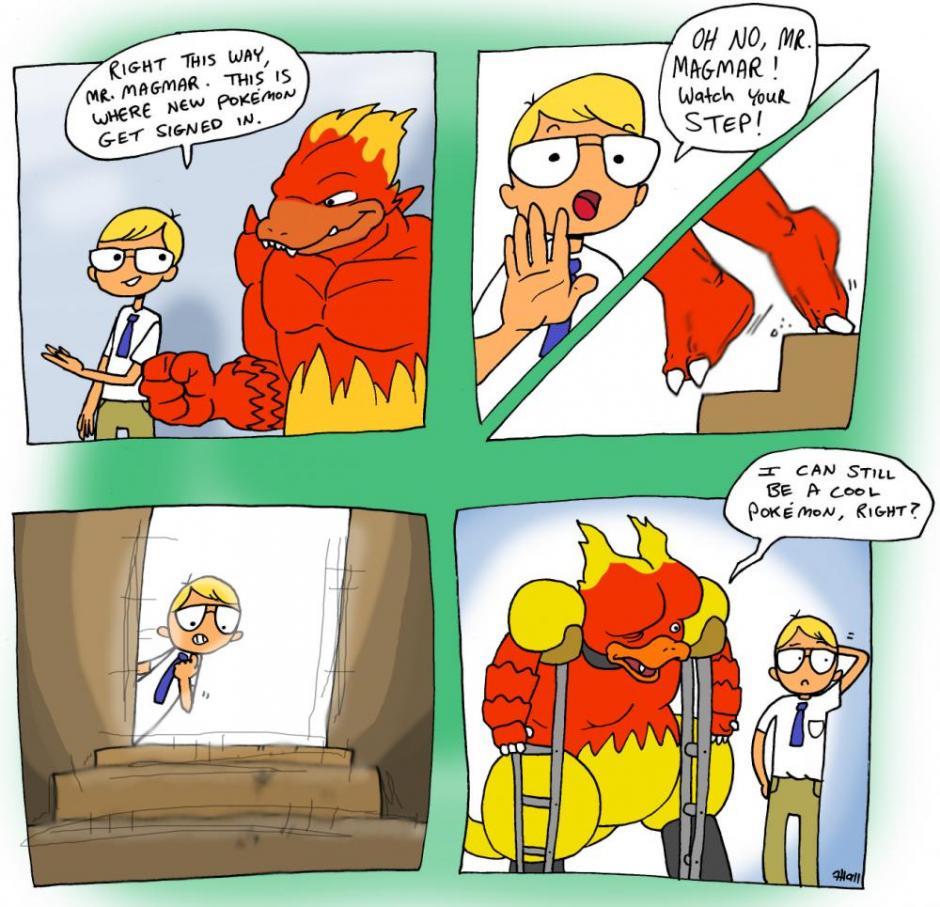 RIGHT THIS WAY,
MR. MAGMAR. THIS IS
WHERE NEW POKÉMON
GET SIGNED IN.
OH NO, MR.
MAGMAR!
WATCH YOUR
STEP!
I CAN STILL
BE A COOL
POKÉMON, RIGHT?